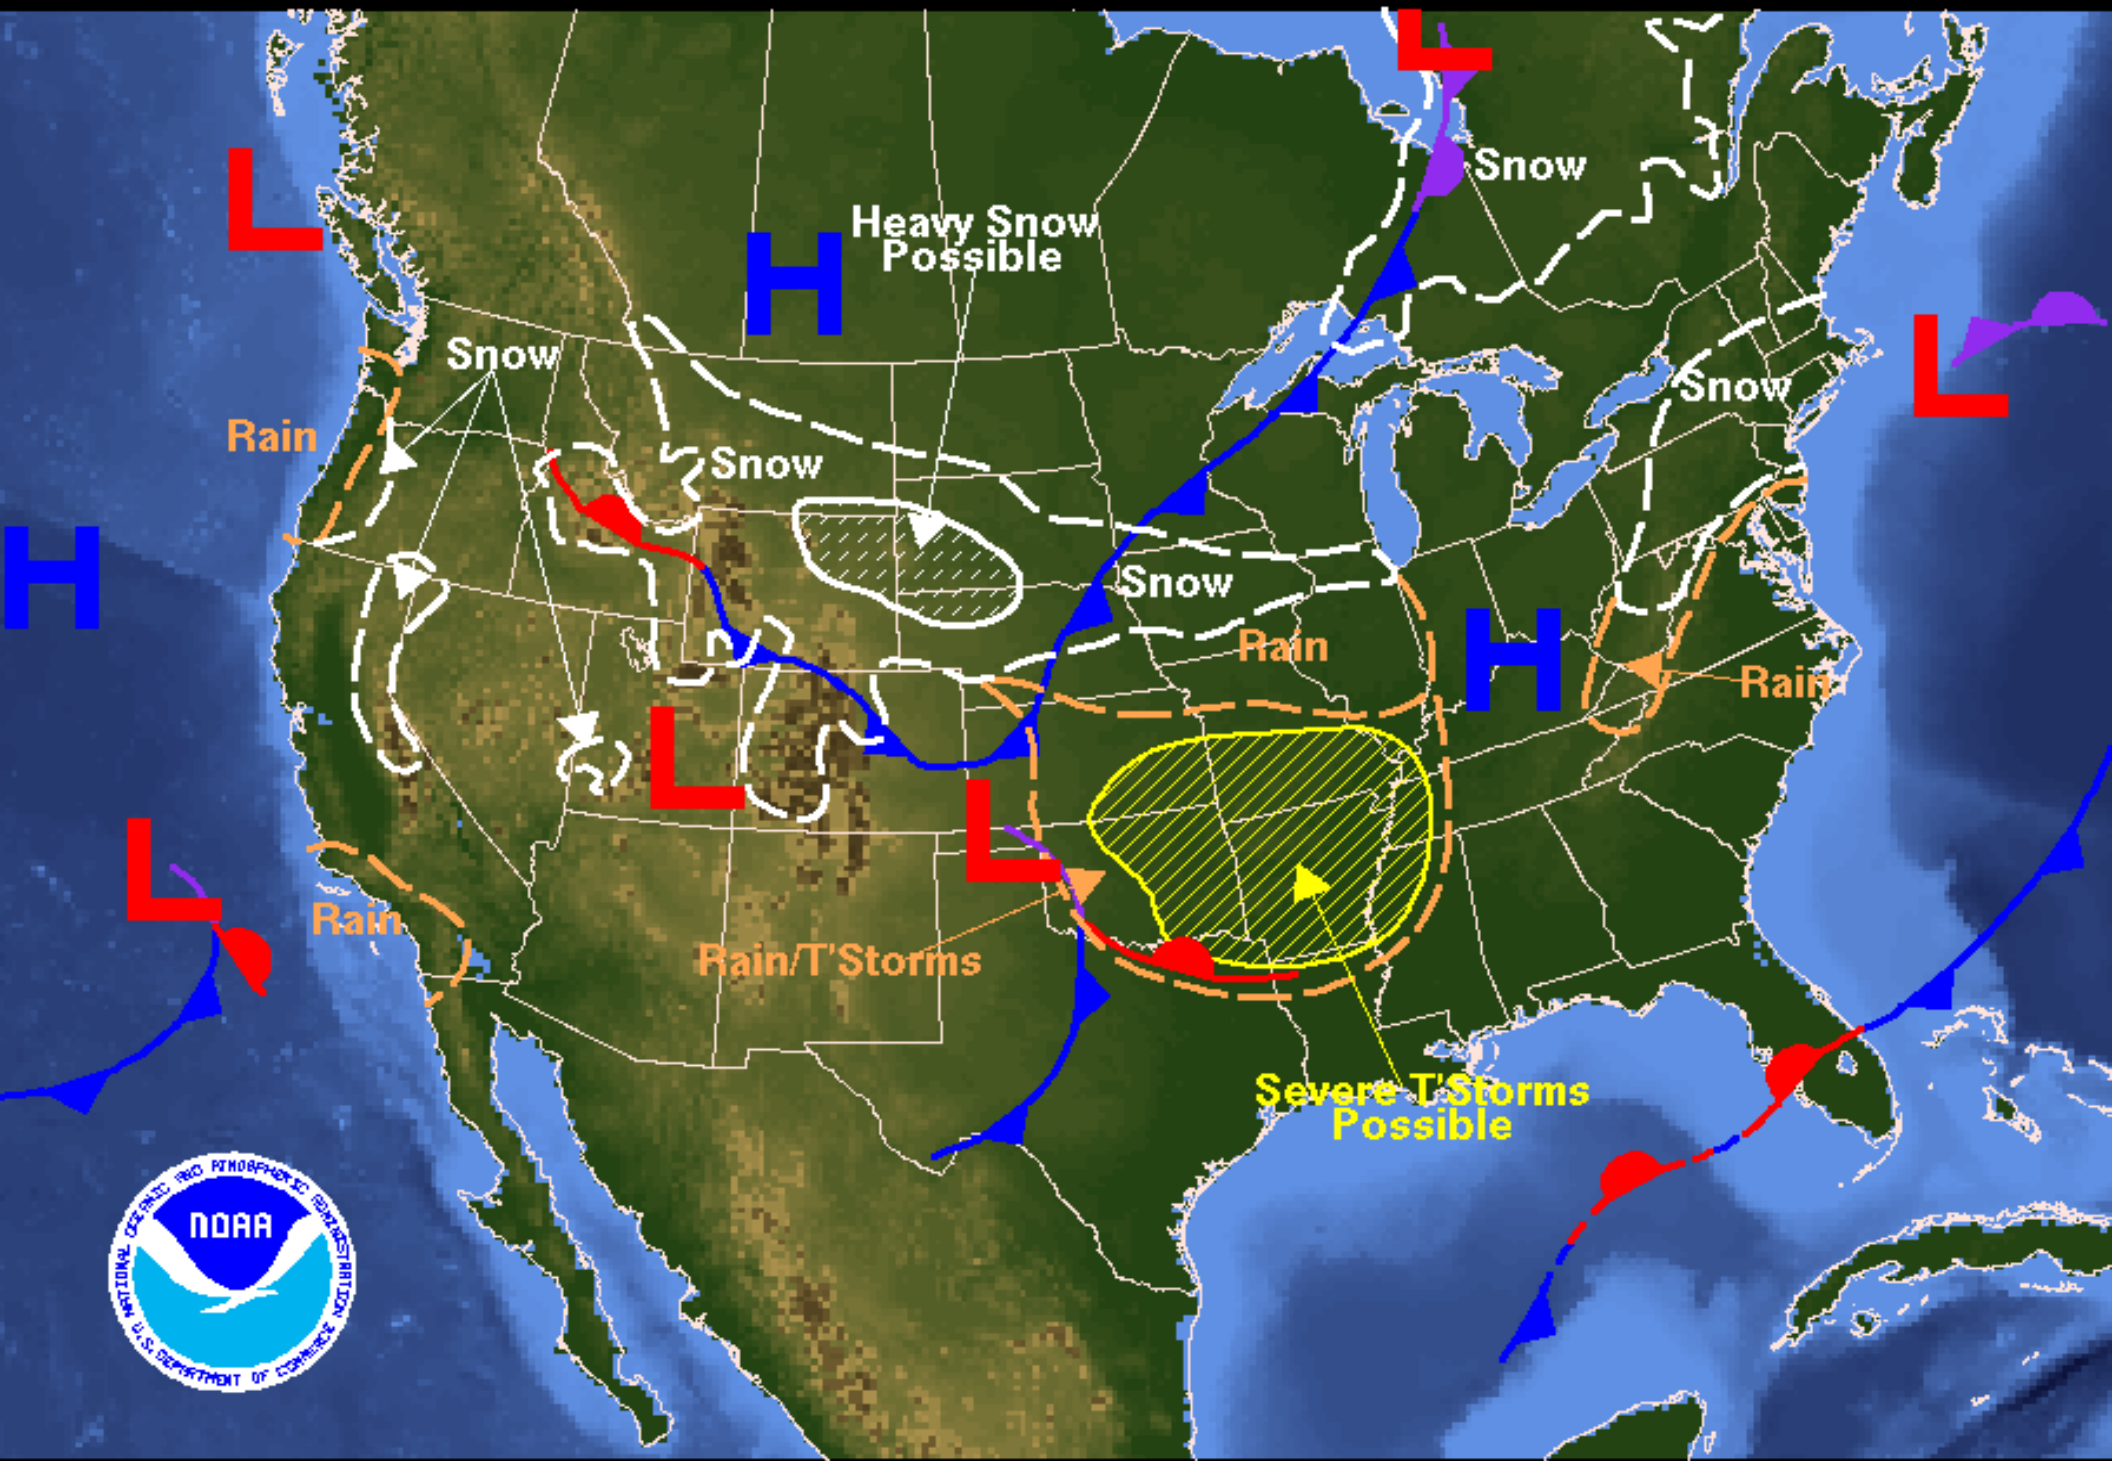 L
Snow
L
Heavy Snow
Possible
H
L
Snow
Snow
Rain
Snow
H
Snow
H
Rain
Rain
L
L
L
Rain
Rain/T'Storms
Severe T'Storms
Possible
NATIONAL OCEANIC AND ATMOSPHERIC ADMINISTRATION
NOAA
U.S. DEPARTMENT OF COMMERCE